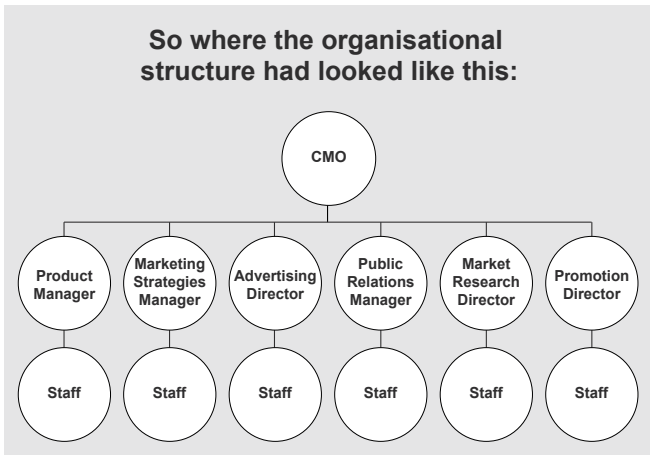 So where the organisational
structure had looked like this:
CMO
Product
Manager
Marketing
Strategies
Manager
Advertising
Director
Public
Relations
Manager
Market
Research
Director
Promotion
Director
Staff
Staff
Staff
Staff
Staff
Staff